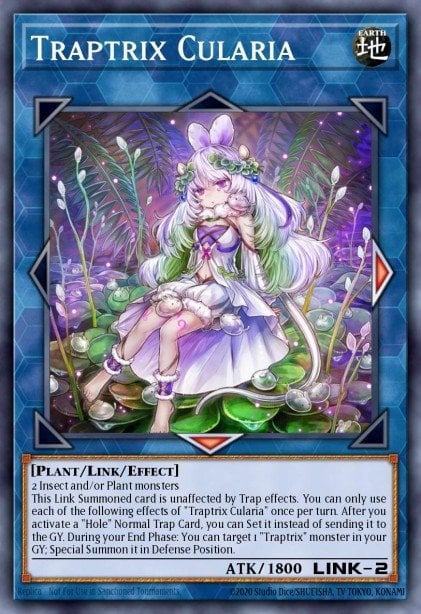 Traptrix Cularia
EARTH
地
[Plant/Link/Effect]
2 Insect and/or Plant monsters
This Link Summoned card is unaffected by Trap effects. You can only use
each of the following effects of "Traptrix Cularia" once per turn. After you
activate a "Hole" Normal Trap Card, you can Set it instead of sending it
to the GY. During your End Phase: You can target 1 "Traptrix" monster in your
GY; Special Summon it in Defense Position.
ATK/1800 LINK-2
Replica - Not For Use in Sanctioned Tornaments. ©2020 Studio Dice/SHUEISHA, TV TOKYO, KONAMI